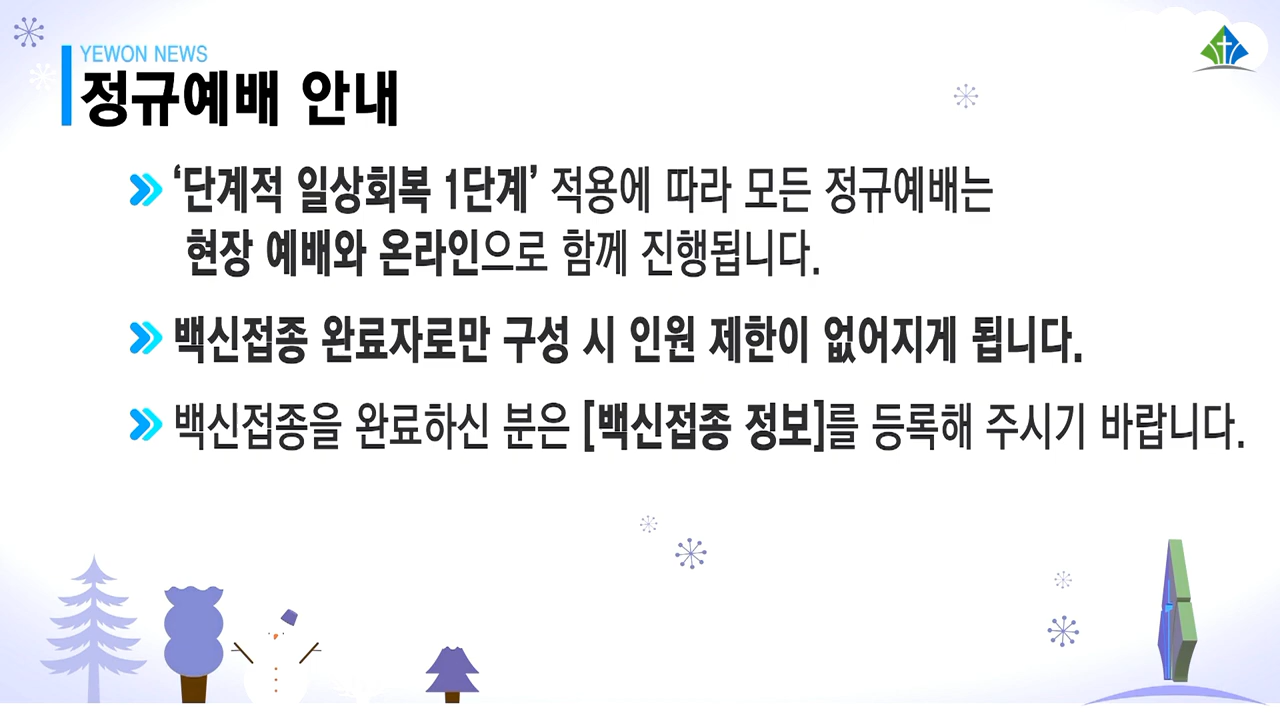 YEWON NEWS
정규예배 안내
‘단계적 일상회복 1단계’ 적용에 따라 모든 정규예배는
현장 예배와 온라인으로 함께 진행됩니다.
백신접종 완료자로만 구성 시 인원 제한이 없어지게 됩니다.
백신접종을 완료하신 분은 [백신접종 정보]를 등록해 주시기 바랍니다.